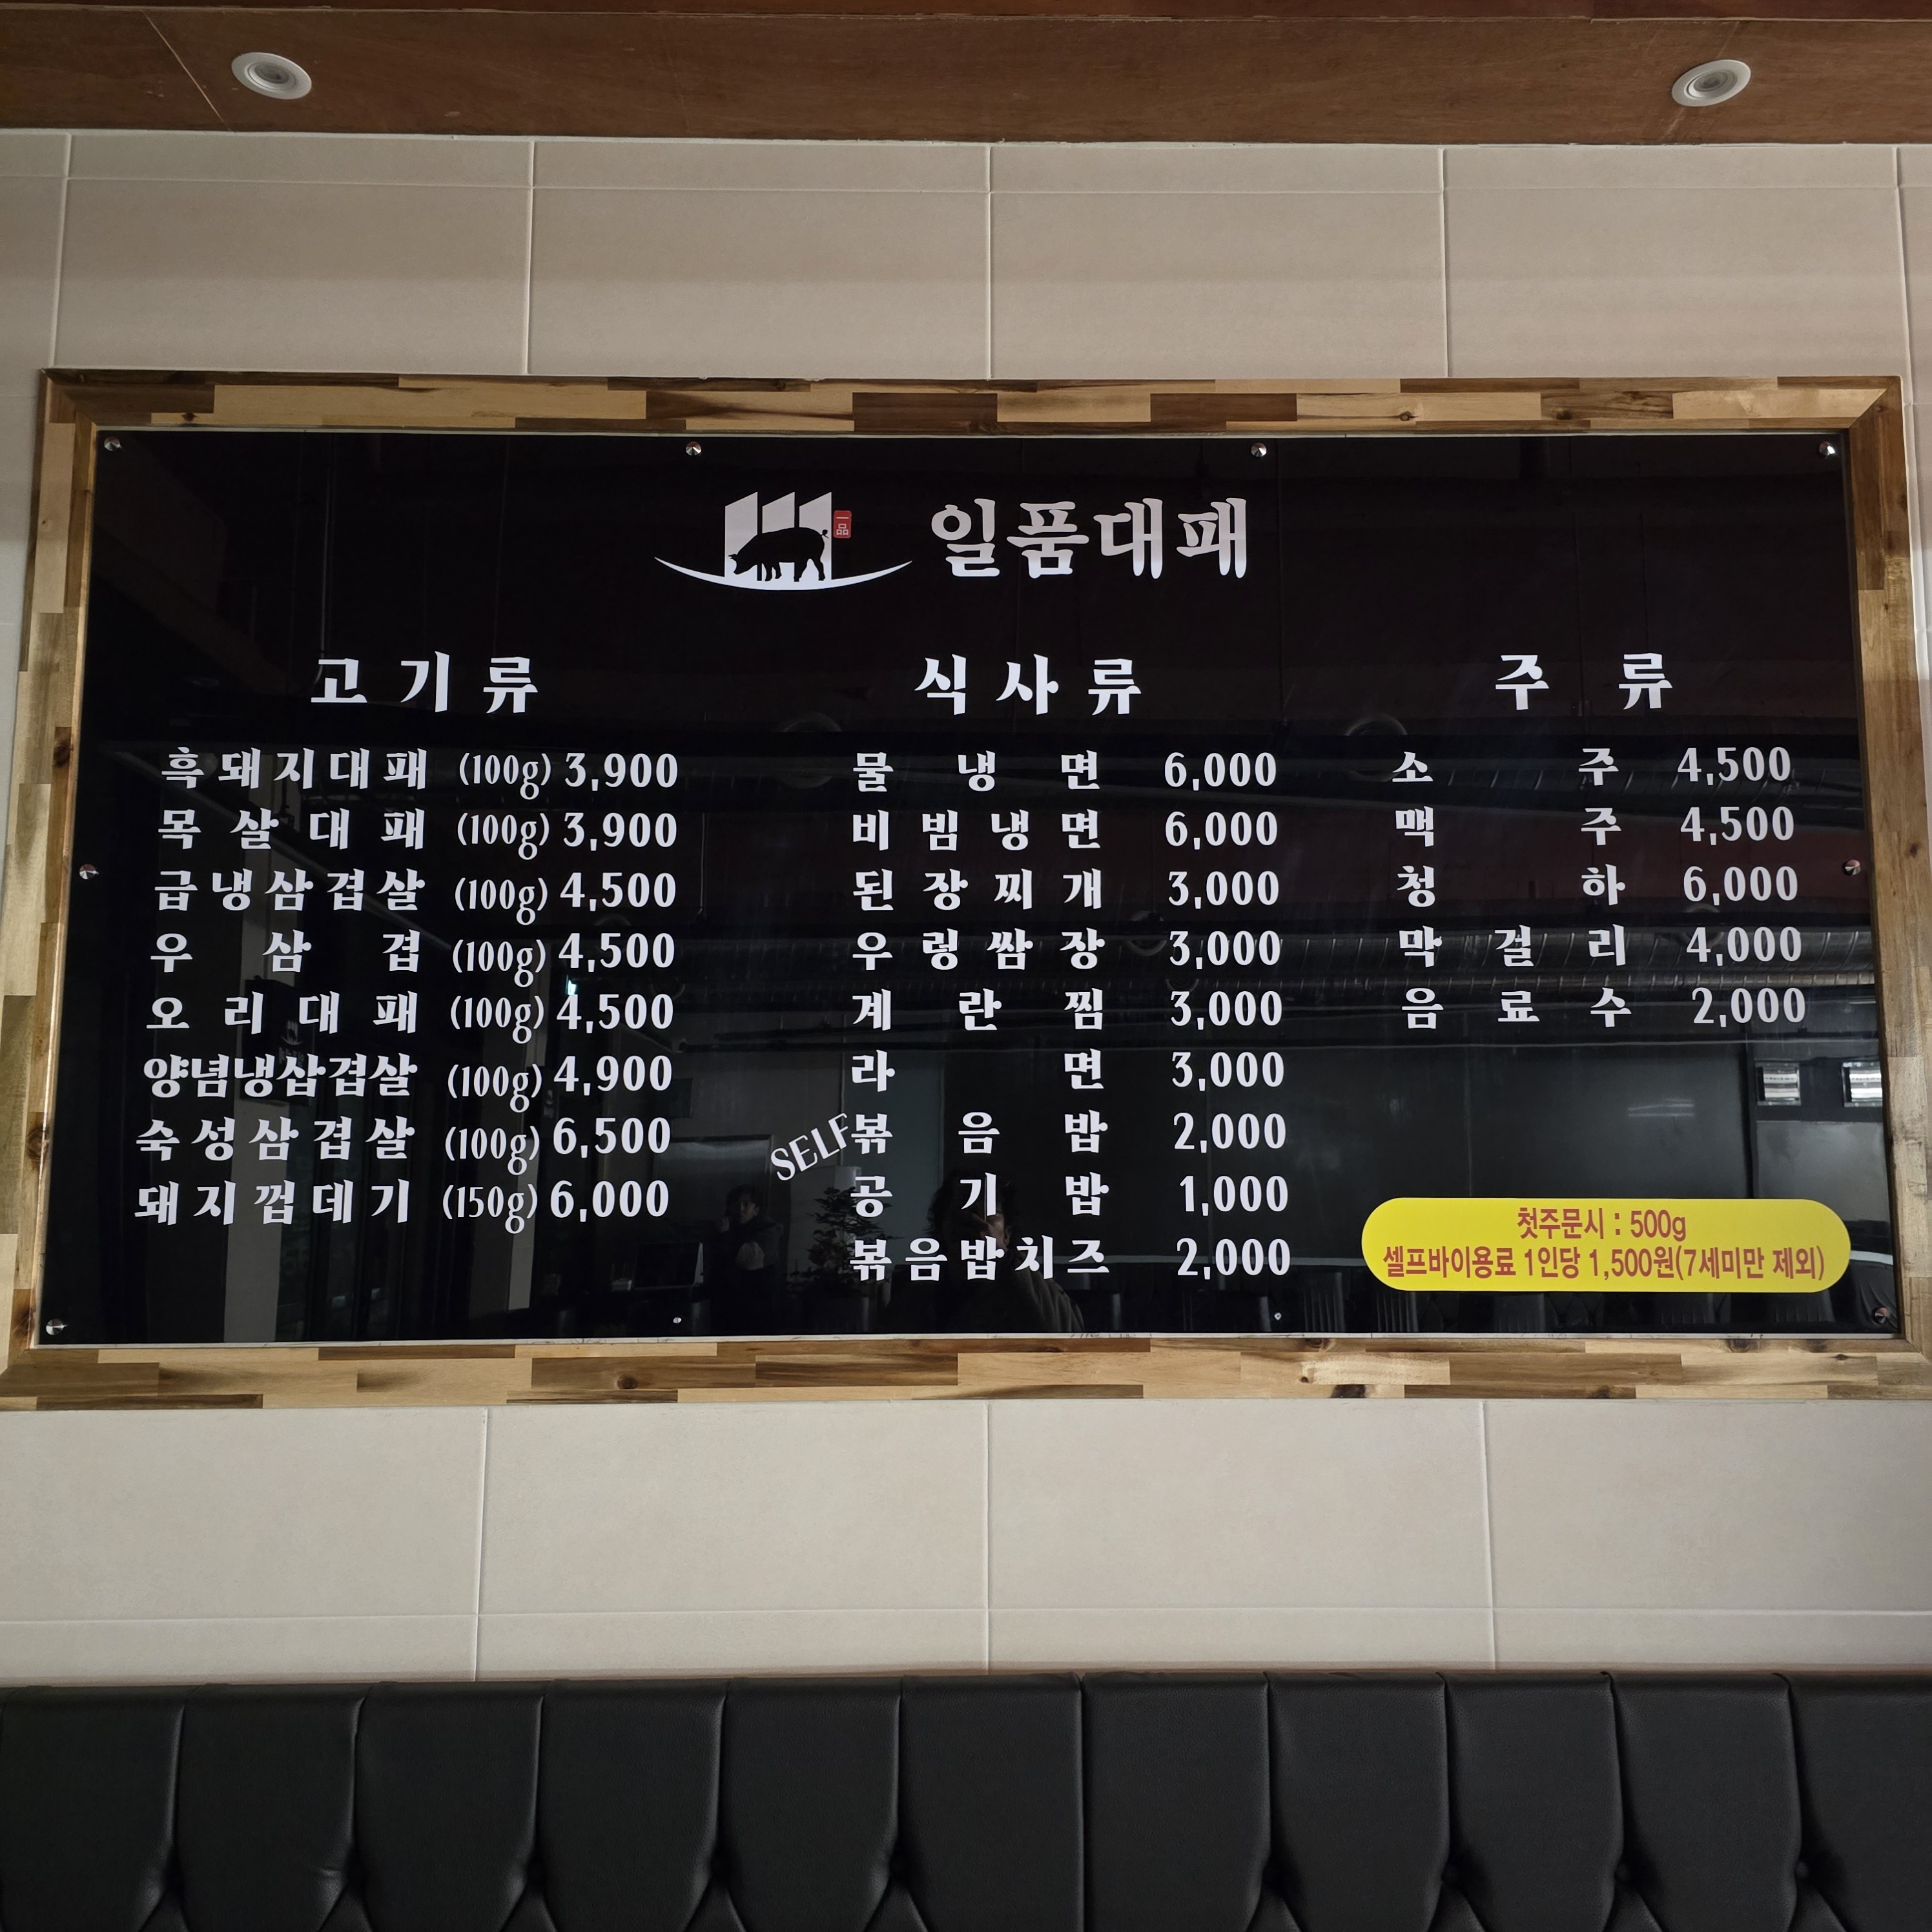 一品
일품대패
고기류
흑돼지대패 (100g) 3,900
목살대패 (100g) 3,900
급냉삼겹살 (100g) 4,500
우삼겹 (100g) 4,500
오리대패 (100g) 4,500
양념냉삽겹살 (100g) 4,900
숙성삼겹살 (100g) 6,500
돼지껍데기 (150g) 6,000
식사류
물냉면 6,000
비빔냉면 6,000
된장찌개 3,000
우렁쌈장 3,000
계란찜 3,000
라면 3,000
SELF 볶음밥 2,000
공기밥 1,000
볶음밥치즈 2,000
주류
소주 4,500
맥주 4,500
청하 6,000
막걸리 4,000
음료수 2,000
첫주문시 : 500g
셀프바이용료 1인당 1,500원(7세미만 제외)